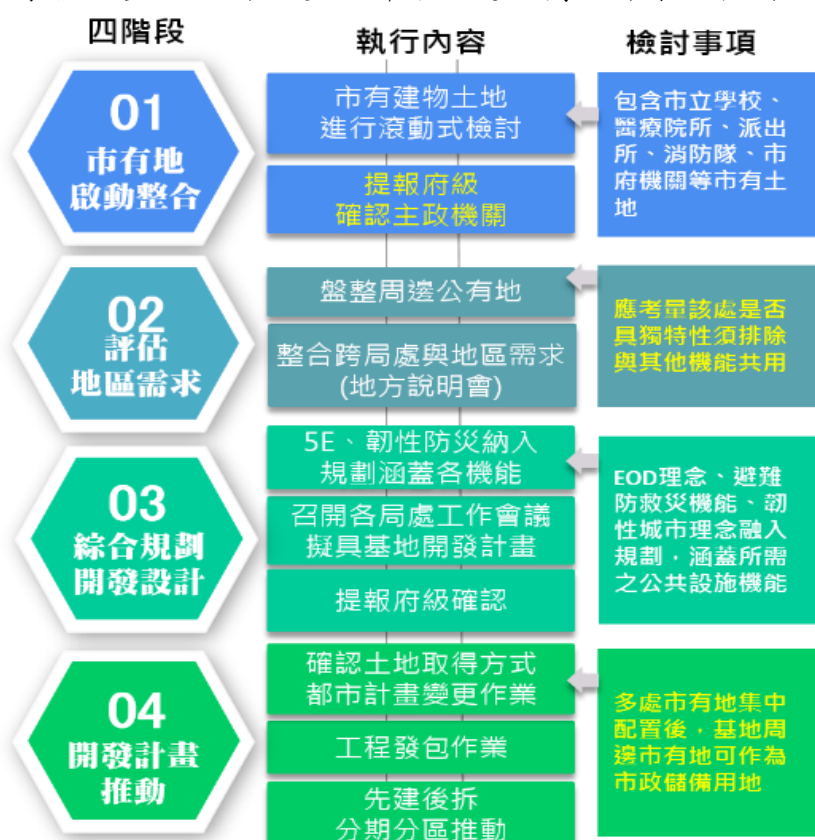 四階段
執行內容
檢討事項
01
市有地
啟動整合
市有建物土地
進行滾動式檢討
提報府級
確認主政機關
包含市立學校、
醫療院所、派出
所、消防隊、市
府機關等市有土
地
02
評估
地區需求
盤整周邊公有地
整合跨局處與地區需求
(地方說明會)
應考量該處是否
具獨特性須排除
與其他機能共用
03
綜合規劃
開發設計
5E、韌性防災納入
規劃涵蓋各機能
召開各局處工作會議
擬具基地開發計畫
提報府級確認
EOD理念、避難
防救災機能、韌
性城市理念融入
規劃，涵蓋所需
之公共設施機能
04
開發計畫
推動
確認土地取得方式
都市計畫變更作業
工程發包作業
先建後拆
分期分區推動
多處市有地集中
配置後，基地周
邊市有地可作為
市政儲備用地